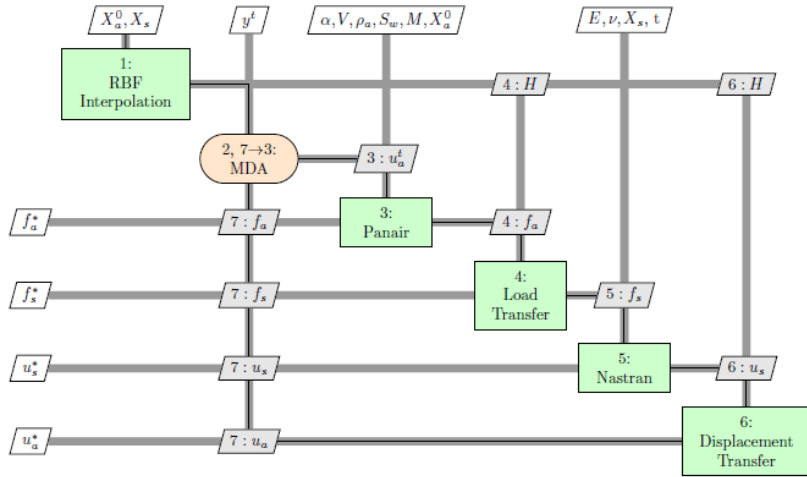 X_a^0, X_s
y^t
α, V, ρ_a, S_w, M, X_a^0
E, ν, X_s, t
1:
RBF
Interpolation
4 : H
6 : H
2, 7→3:
MDA
3 : u_a^t
f_a^*
7 : f_a
3:
Panair
4 : f_a
f_s^*
7 : f_s
4:
Load
Transfer
5 : f_s
u_s^*
7 : u_s
5:
Nastran
6 : u_s
u_a^*
7 : u_a
6:
Displacement
Transfer